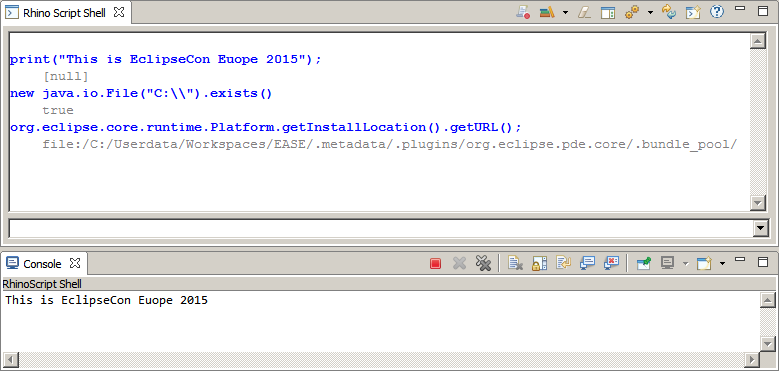 Rhino Script Shell
print("This is EclipseCon Euope 2015");
[null]
new java.io.File("C:\\").exists()
true
org.eclipse.core.runtime.Platform.getInstallLocation().getURL();
file:/C:/Userdata/Workspaces/EASE/.metadata/.plugins/org.eclipse.pde.core/.bundle_pool/
Console
RhinoScript Shell
This is EclipseCon Euope 2015